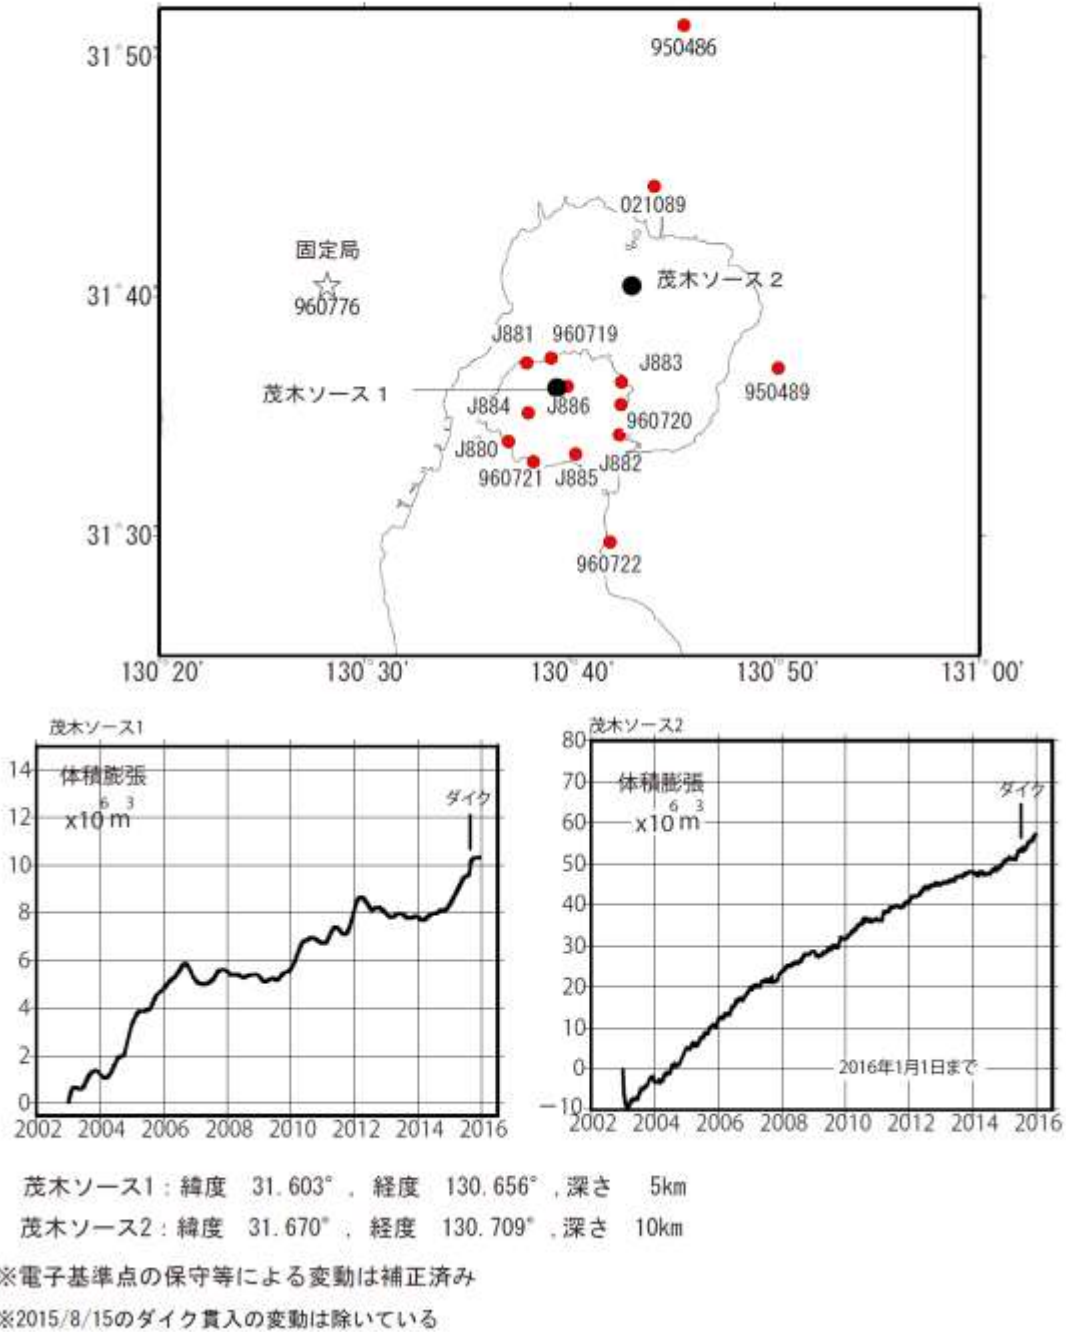 31°50'
31°40'
31°30'
130°20'
130°30'
130°40'
130°50'
131°00'
950486
021089
固定局
960776
茂木ソース2
J881
960719
J883
茂木ソース1
J884
J886
950489
960720
J880
J882
960721
J885
960722
茂木ソース1
14
12
10
8
6
4
2
0
体積膨張
x10⁶m³
ダイク
2002 2004 2006 2008 2010 2012 2014 2016
茂木ソース2
80
70
60
50
40
30
20
10
0
-10
体積膨張
x10⁶m³
ダイク
2016年1月1日まで
2002 2004 2006 2008 2010 2012 2014 2016
茂木ソース1:緯度 31.603°, 経度 130.656°,深さ 5km
茂木ソース2:緯度 31.670°, 経度 130.709°,深さ 10km
※電子基準点の保守等による変動は補正済み
※2015/8/15のダイク貫入の変動は除いている